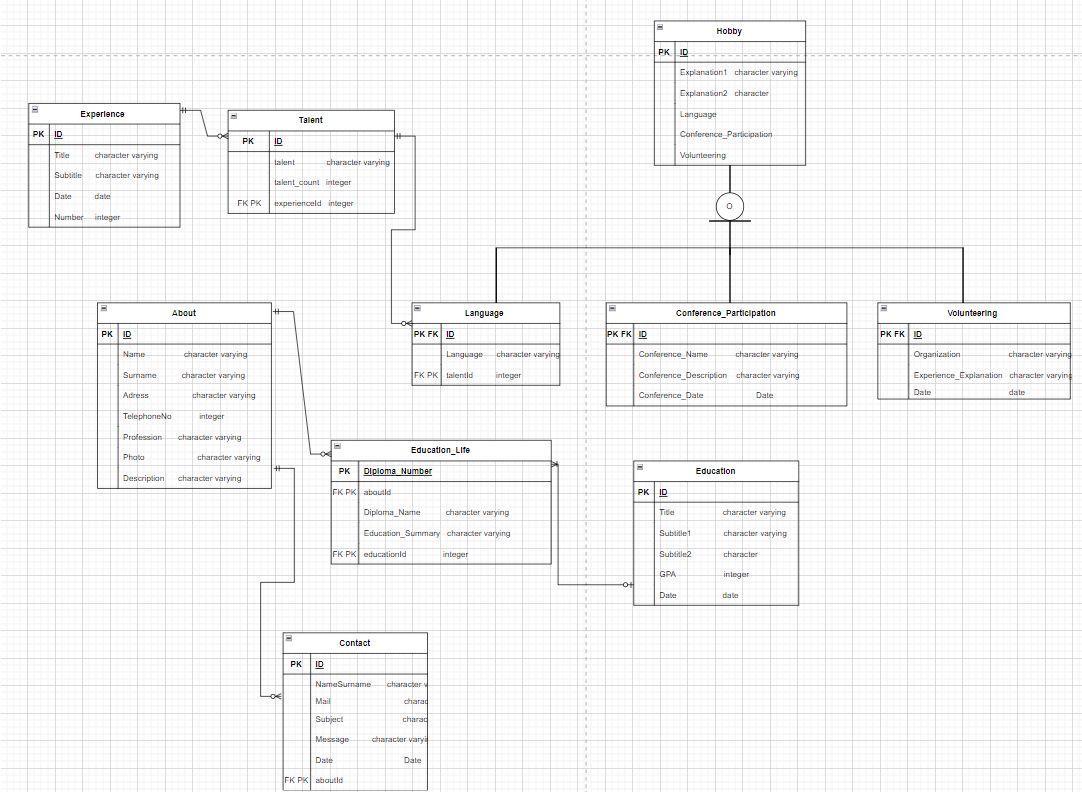 Hobby
PK ID
Explanation1 character varying
Explanation2 character
Language
Conference_Participation
Volunteering
O
Experience
PK ID
Title character varying
Subtitle character varying
Date date
Number integer
Talent
PK ID
talent character varying
talent_count integer
FK PK experienceId integer
About
PK ID
Name character varying
Surname character varying
Adress character varying
TelephoneNo integer
Profession character varying
Photo character varying
Description character varying
Language
PK FK ID
Language character varying
FK PK talentId integer
Conference_Participation
PK FK ID
Conference_Name character varying
Conference_Description character varying
Conference_Date Date
Volunteering
PK FK ID
Organization character varying
Experience_Explanation character varying
Date date
Education_Life
PK Diploma_Number
FK PK aboutId
Diploma_Name character varying
Education_Summary character varying
FK PK educationId integer
Education
PK ID
Title character varying
Subtitle1 character varying
Subtitle2 character
GPA integer
Date date
Contact
PK ID
NameSurname character v
Mail charac
Subject charac
Message character varyi
Date Date
FK PK aboutId